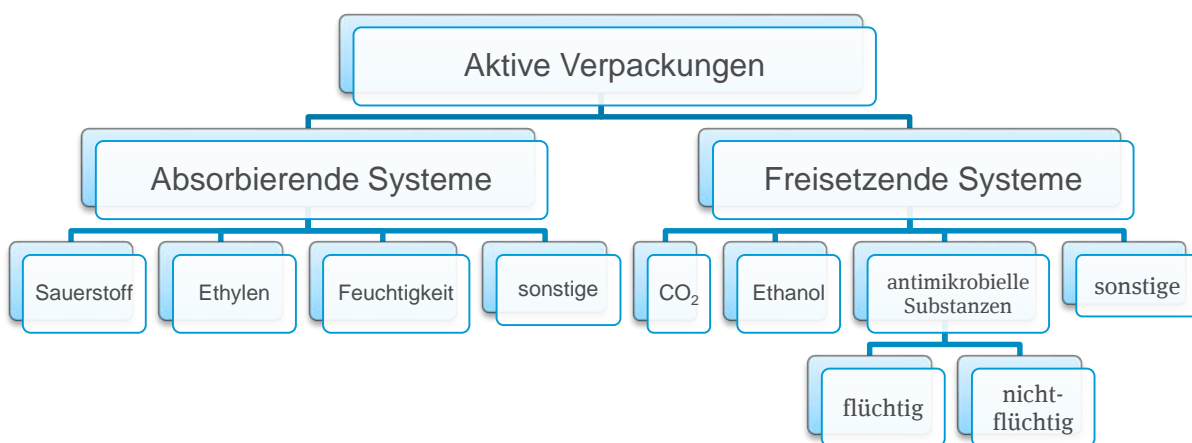 Aktive Verpackungen
Absorbierende Systeme
Freisetzende Systeme
Sauerstoff
Ethylen
Feuchtigkeit
sonstige
CO₂
Ethanol
antimikrobielle
Substanzen
sonstige
flüchtig
nicht-
flüchtig